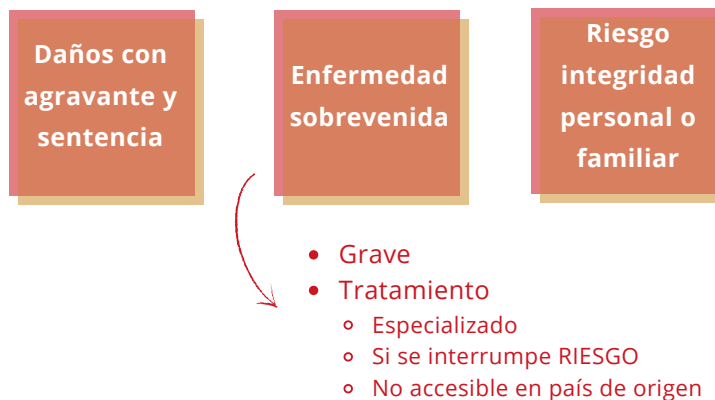 Daños con
agravante y
sentencia
Enfermedad
sobrevenida
Riesgo
integridad
personal o
familiar
Grave
Tratamiento
Especializado
Si se interrumpe RIESGO
No accesible en país de origen